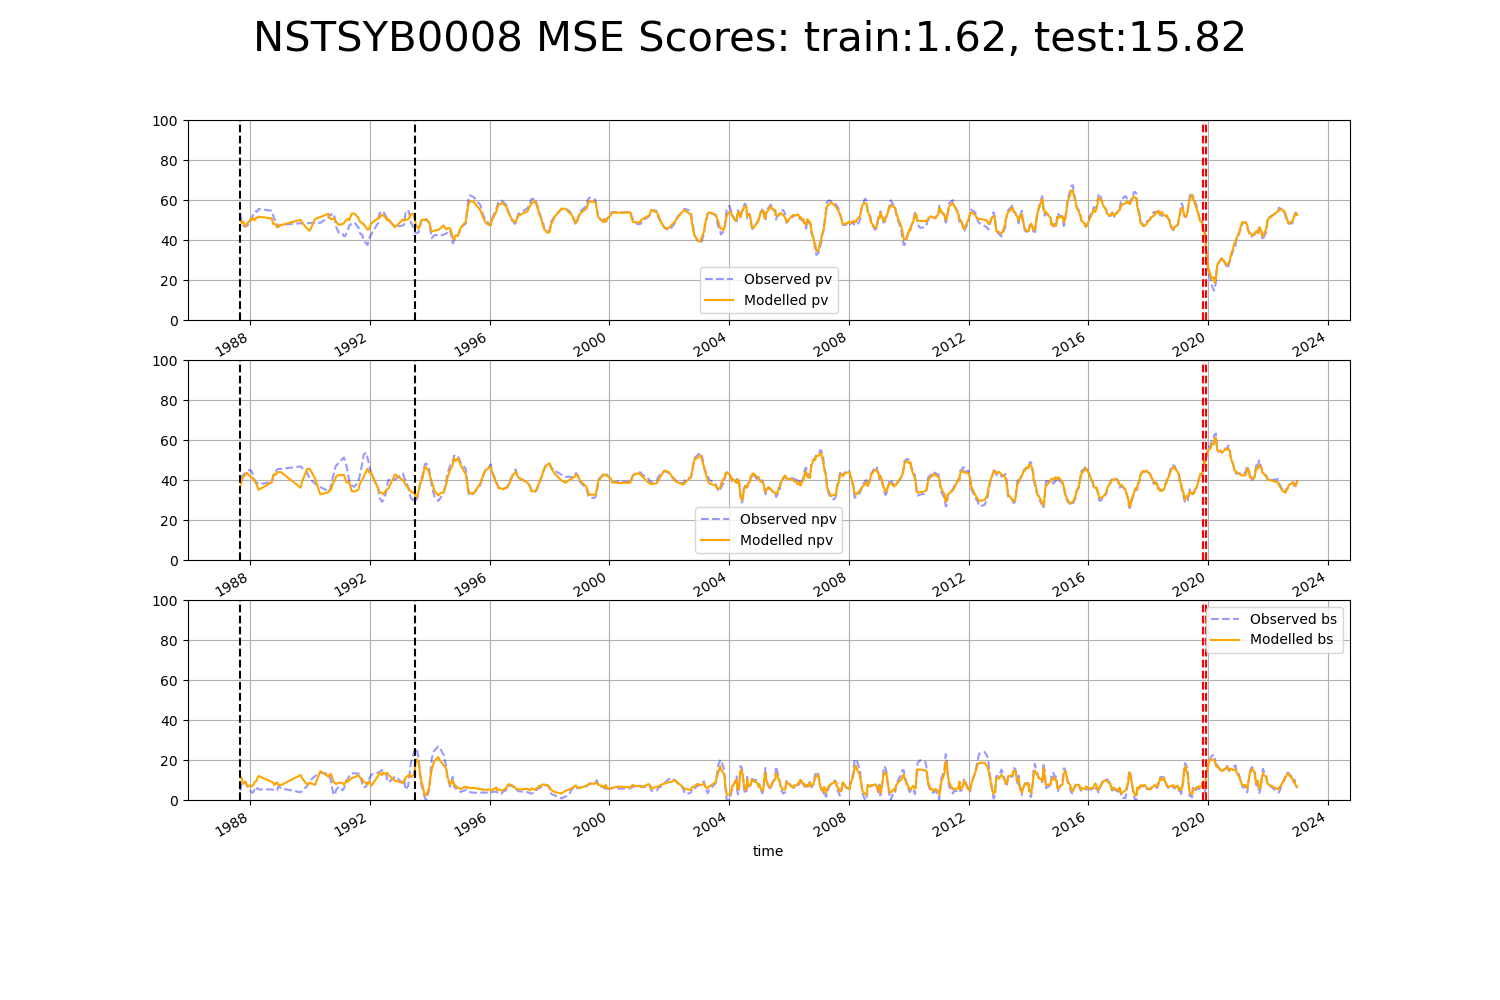 NSTSYB0008 MSE Scores: train:1.62, test:15.82
100
80
60
40
20
0
Observed pv
Modelled pv
1988 1992 1996 2000 2004 2008 2012 2016 2020 2024
100
80
60
40
20
0
Observed npv
Modelled npv
1988 1992 1996 2000 2004 2008 2012 2016 2020 2024
100
80
60
40
20
0
Observed bs
Modelled bs
1988 1992 1996 2000 2004 2008 2012 2016 2020 2024
time